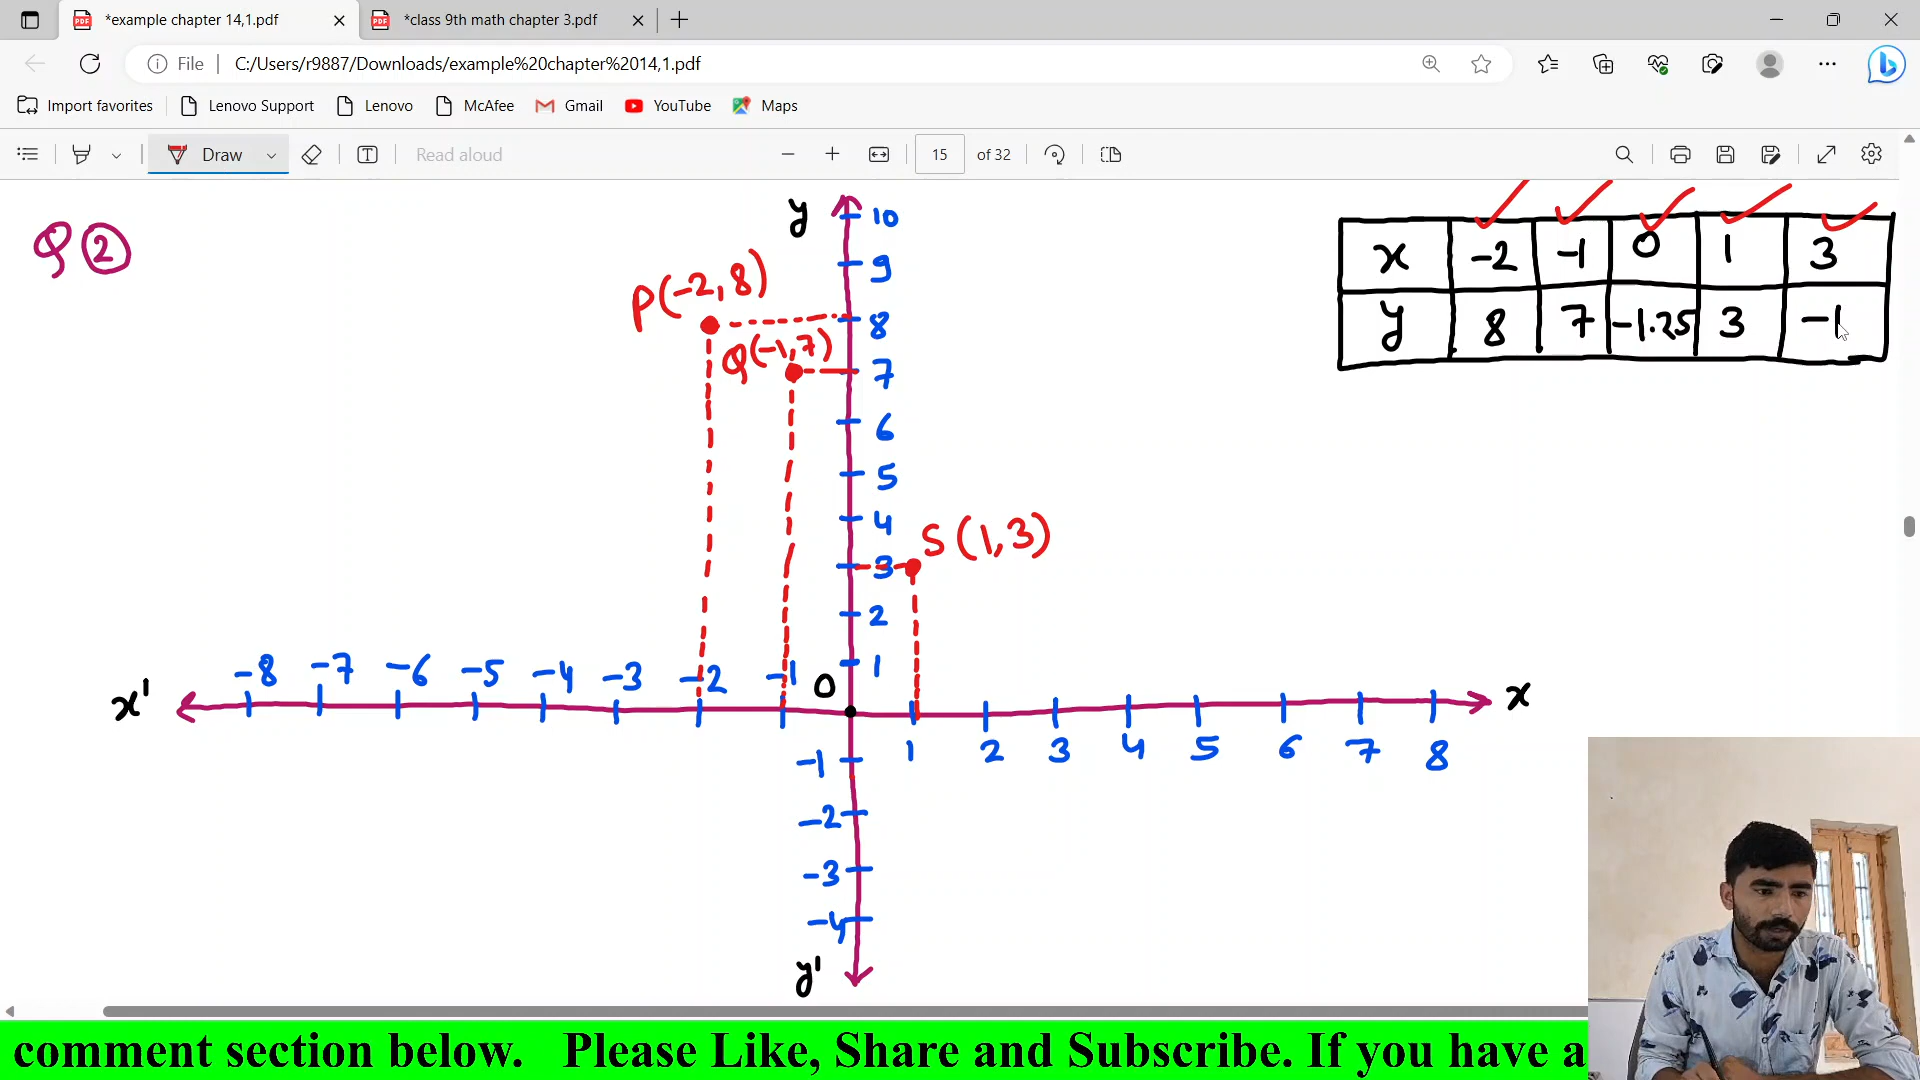 *example chapter 14,1.pdf
*class 9th math chapter 3.pdf
File
C:/Users/r9887/Downloads/example%20chapter%2014,1.pdf
Import favorites
Lenovo Support
Lenovo
McAfee
Gmail
YouTube
Maps
Draw
Read aloud
15
of 32
Q 2
y
10
9
8
7
6
5
4
3
2
1
P(-2,8)
Q(-1,7)
S(1,3)
x -2 -1 0 1 3
y 8 7 -1.25 3 -1
x'
-8 -7 -6 -5 -4 -3 -2 -1 0
x
1 2 3 4 5 6 7 8
-1
-2
-3
-4
y'
comment section below. Please Like, Share and Subscribe. If you have a